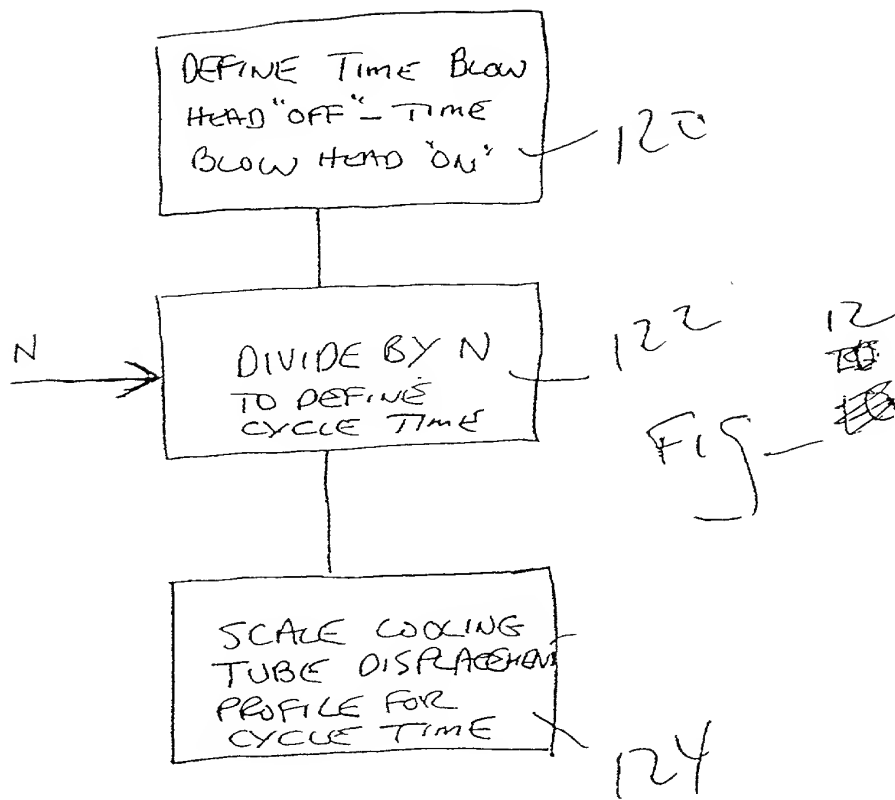 DEFINE TIME BLOW
HEAD "OFF" - TIME
BLOW HEAD "ON"
120
N
DIVIDE BY N
TO DEFINE
CYCLE TIME
122
12
Fig
SCALE COOLING
TUBE DISPLACEMENT
PROFILE FOR
CYCLE TIME
124